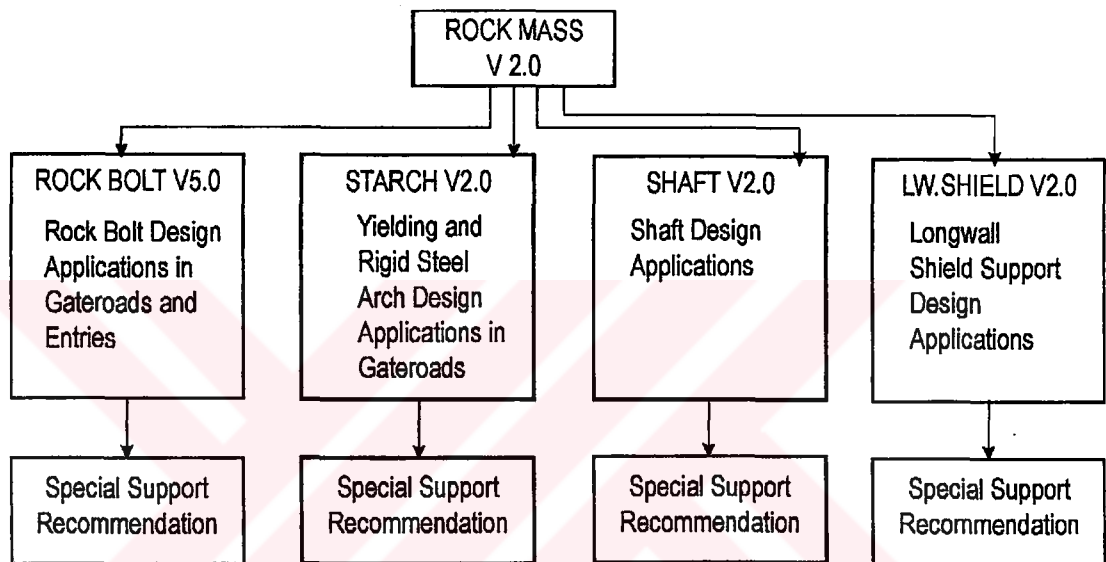 ROCK MASS
V 2.0
ROCK BOLT V5.0
Rock Bolt Design
Applications in
Gateroads and
Entries
STARCH V2.0
Yielding and
Rigid Steel
Arch Design
Applications in
Gateroads
SHAFT V2.0
Shaft Design
Applications
LW.SHIELD V2.0
Longwall
Shield Support
Design
Applications
Special Support
Recommendation
Special Support
Recommendation
Special Support
Recommendation
Special Support
Recommendation